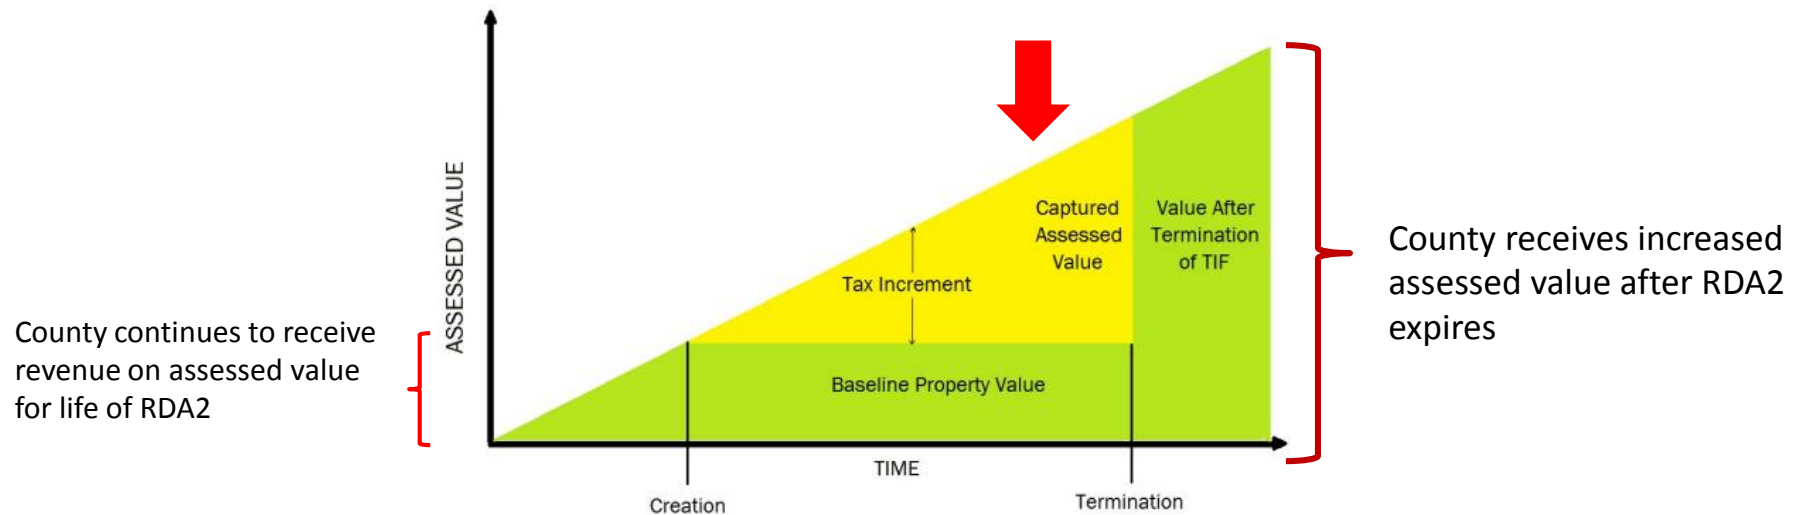 ASSESSED VALUE
County continues to receive
revenue on assessed value
for life of RDA2
Captured
Assessed
Value
Value After
Termination
of TIF
Tax Increment
Baseline Property Value
County receives increased
assessed value after RDA2
expires
TIME
Creation
Termination